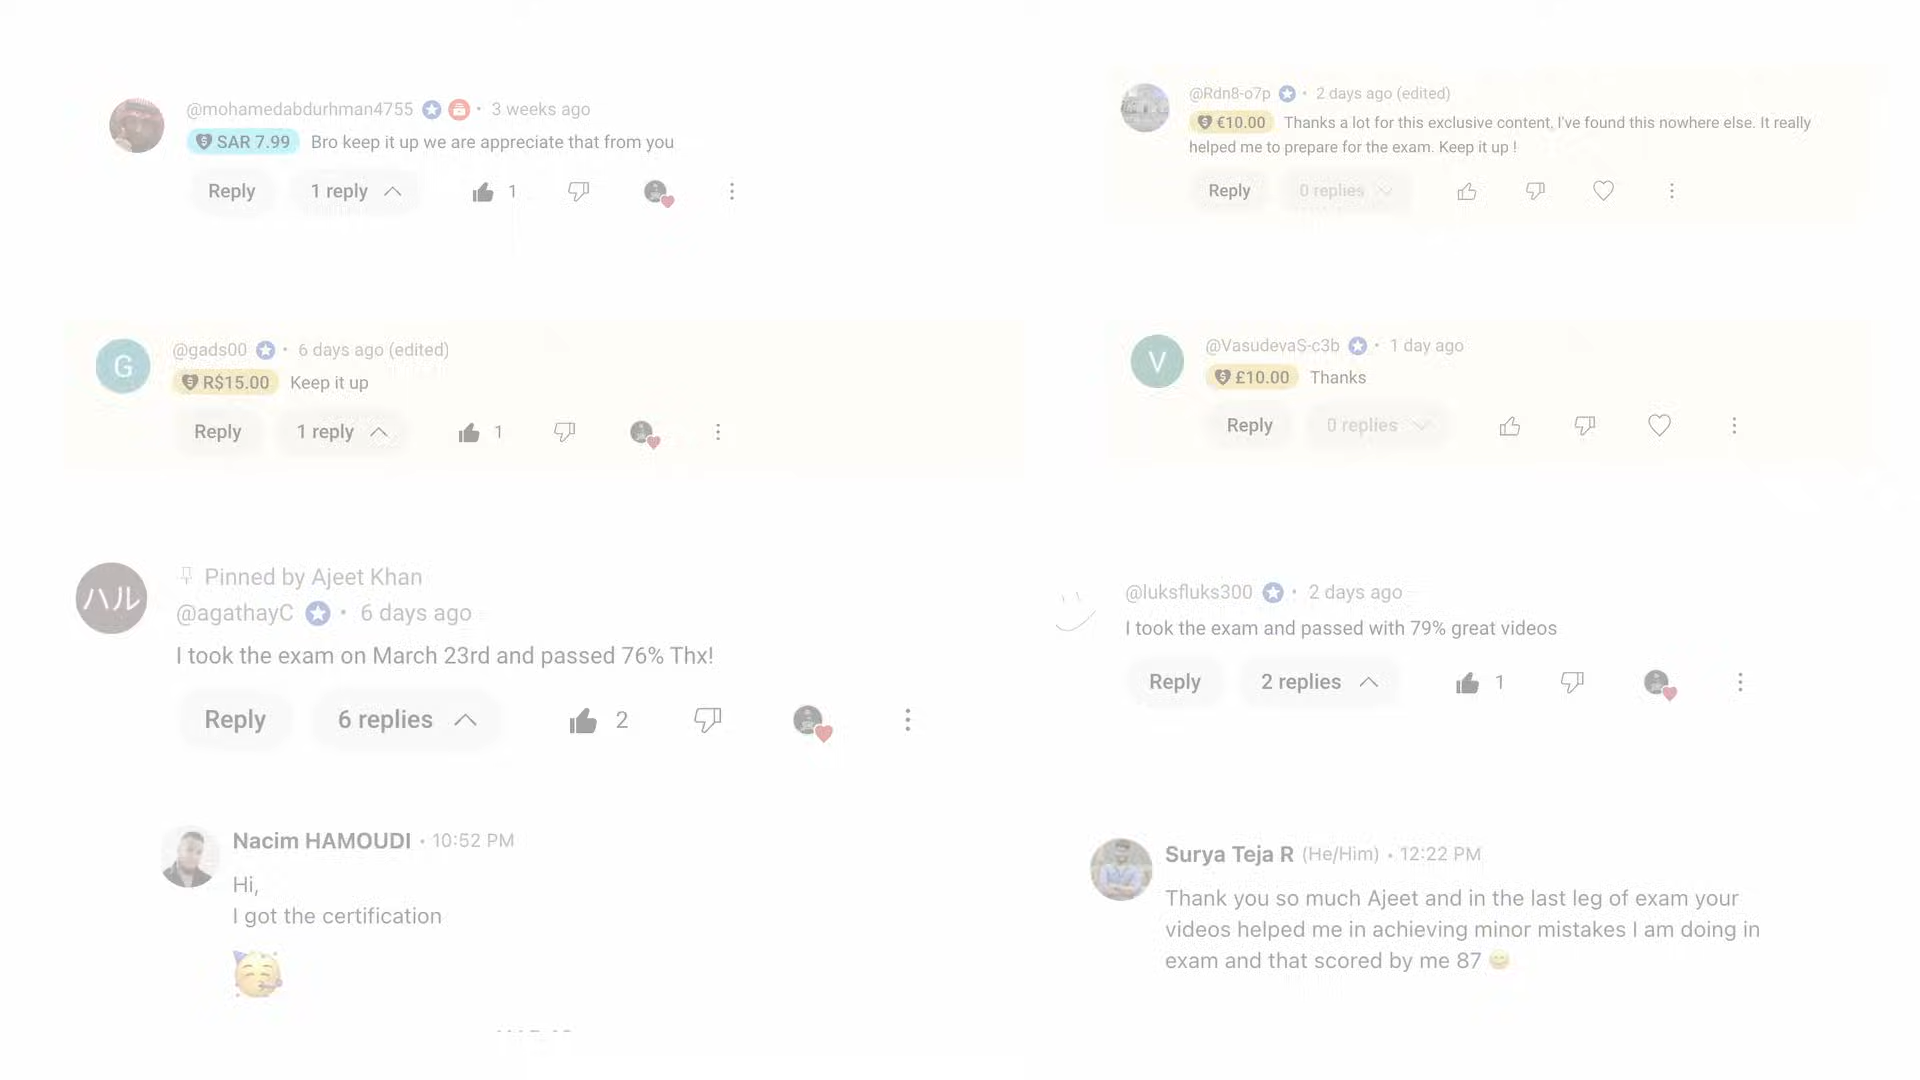 @mohamedabdurhman4755 • 3 weeks ago
SAR 7.99 Bro keep it up we are appreciate that from you
Reply 1 reply 1
@Rdn8-o7p • 2 days ago (edited)
€10.00 Thanks a lot for this exclusive content, I've found this nowhere else. It really
helped me to prepare for the exam. Keep it up !
Reply 0 replies
G
@gads00 • 6 days ago (edited)
R$15.00 Keep it up
Reply 1 reply 1
V
@VasudevaS-c3b • 1 day ago
£10.00 Thanks
Reply 0 replies
ハル
Pinned by Ajeet Khan
@agathayC • 6 days ago
I took the exam on March 23rd and passed 76% Thx!
Reply 6 replies 2
@luksfluks300 • 2 days ago
I took the exam and passed with 79% great videos
Reply 2 replies 1
Nacim HAMOUDI • 10:52 PM
Hi,
I got the certification
Surya Teja R (He/Him) • 12:22 PM
Thank you so much Ajeet and in the last leg of exam your
videos helped me in achieving minor mistakes I am doing in
exam and that scored by me 87